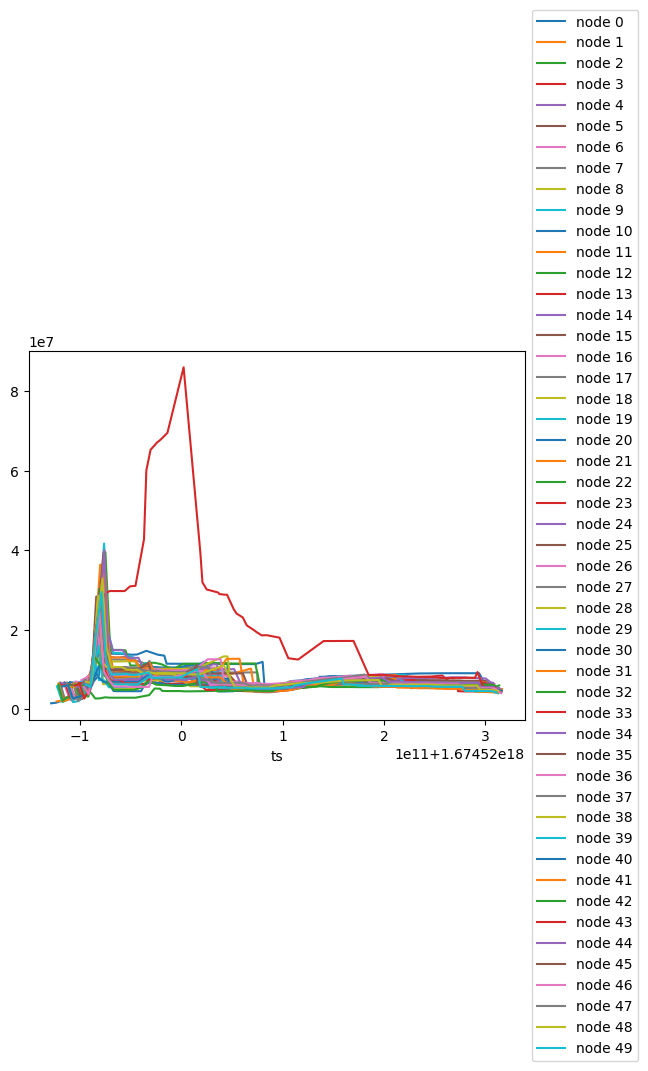 1e7
8
6
4
2
0
−1
0
1
2
3
1e11+1.67452e18
ts
node 0
node 1
node 2
node 3
node 4
node 5
node 6
node 7
node 8
node 9
node 10
node 11
node 12
node 13
node 14
node 15
node 16
node 17
node 18
node 19
node 20
node 21
node 22
node 23
node 24
node 25
node 26
node 27
node 28
node 29
node 30
node 31
node 32
node 33
node 34
node 35
node 36
node 37
node 38
node 39
node 40
node 41
node 42
node 43
node 44
node 45
node 46
node 47
node 48
node 49